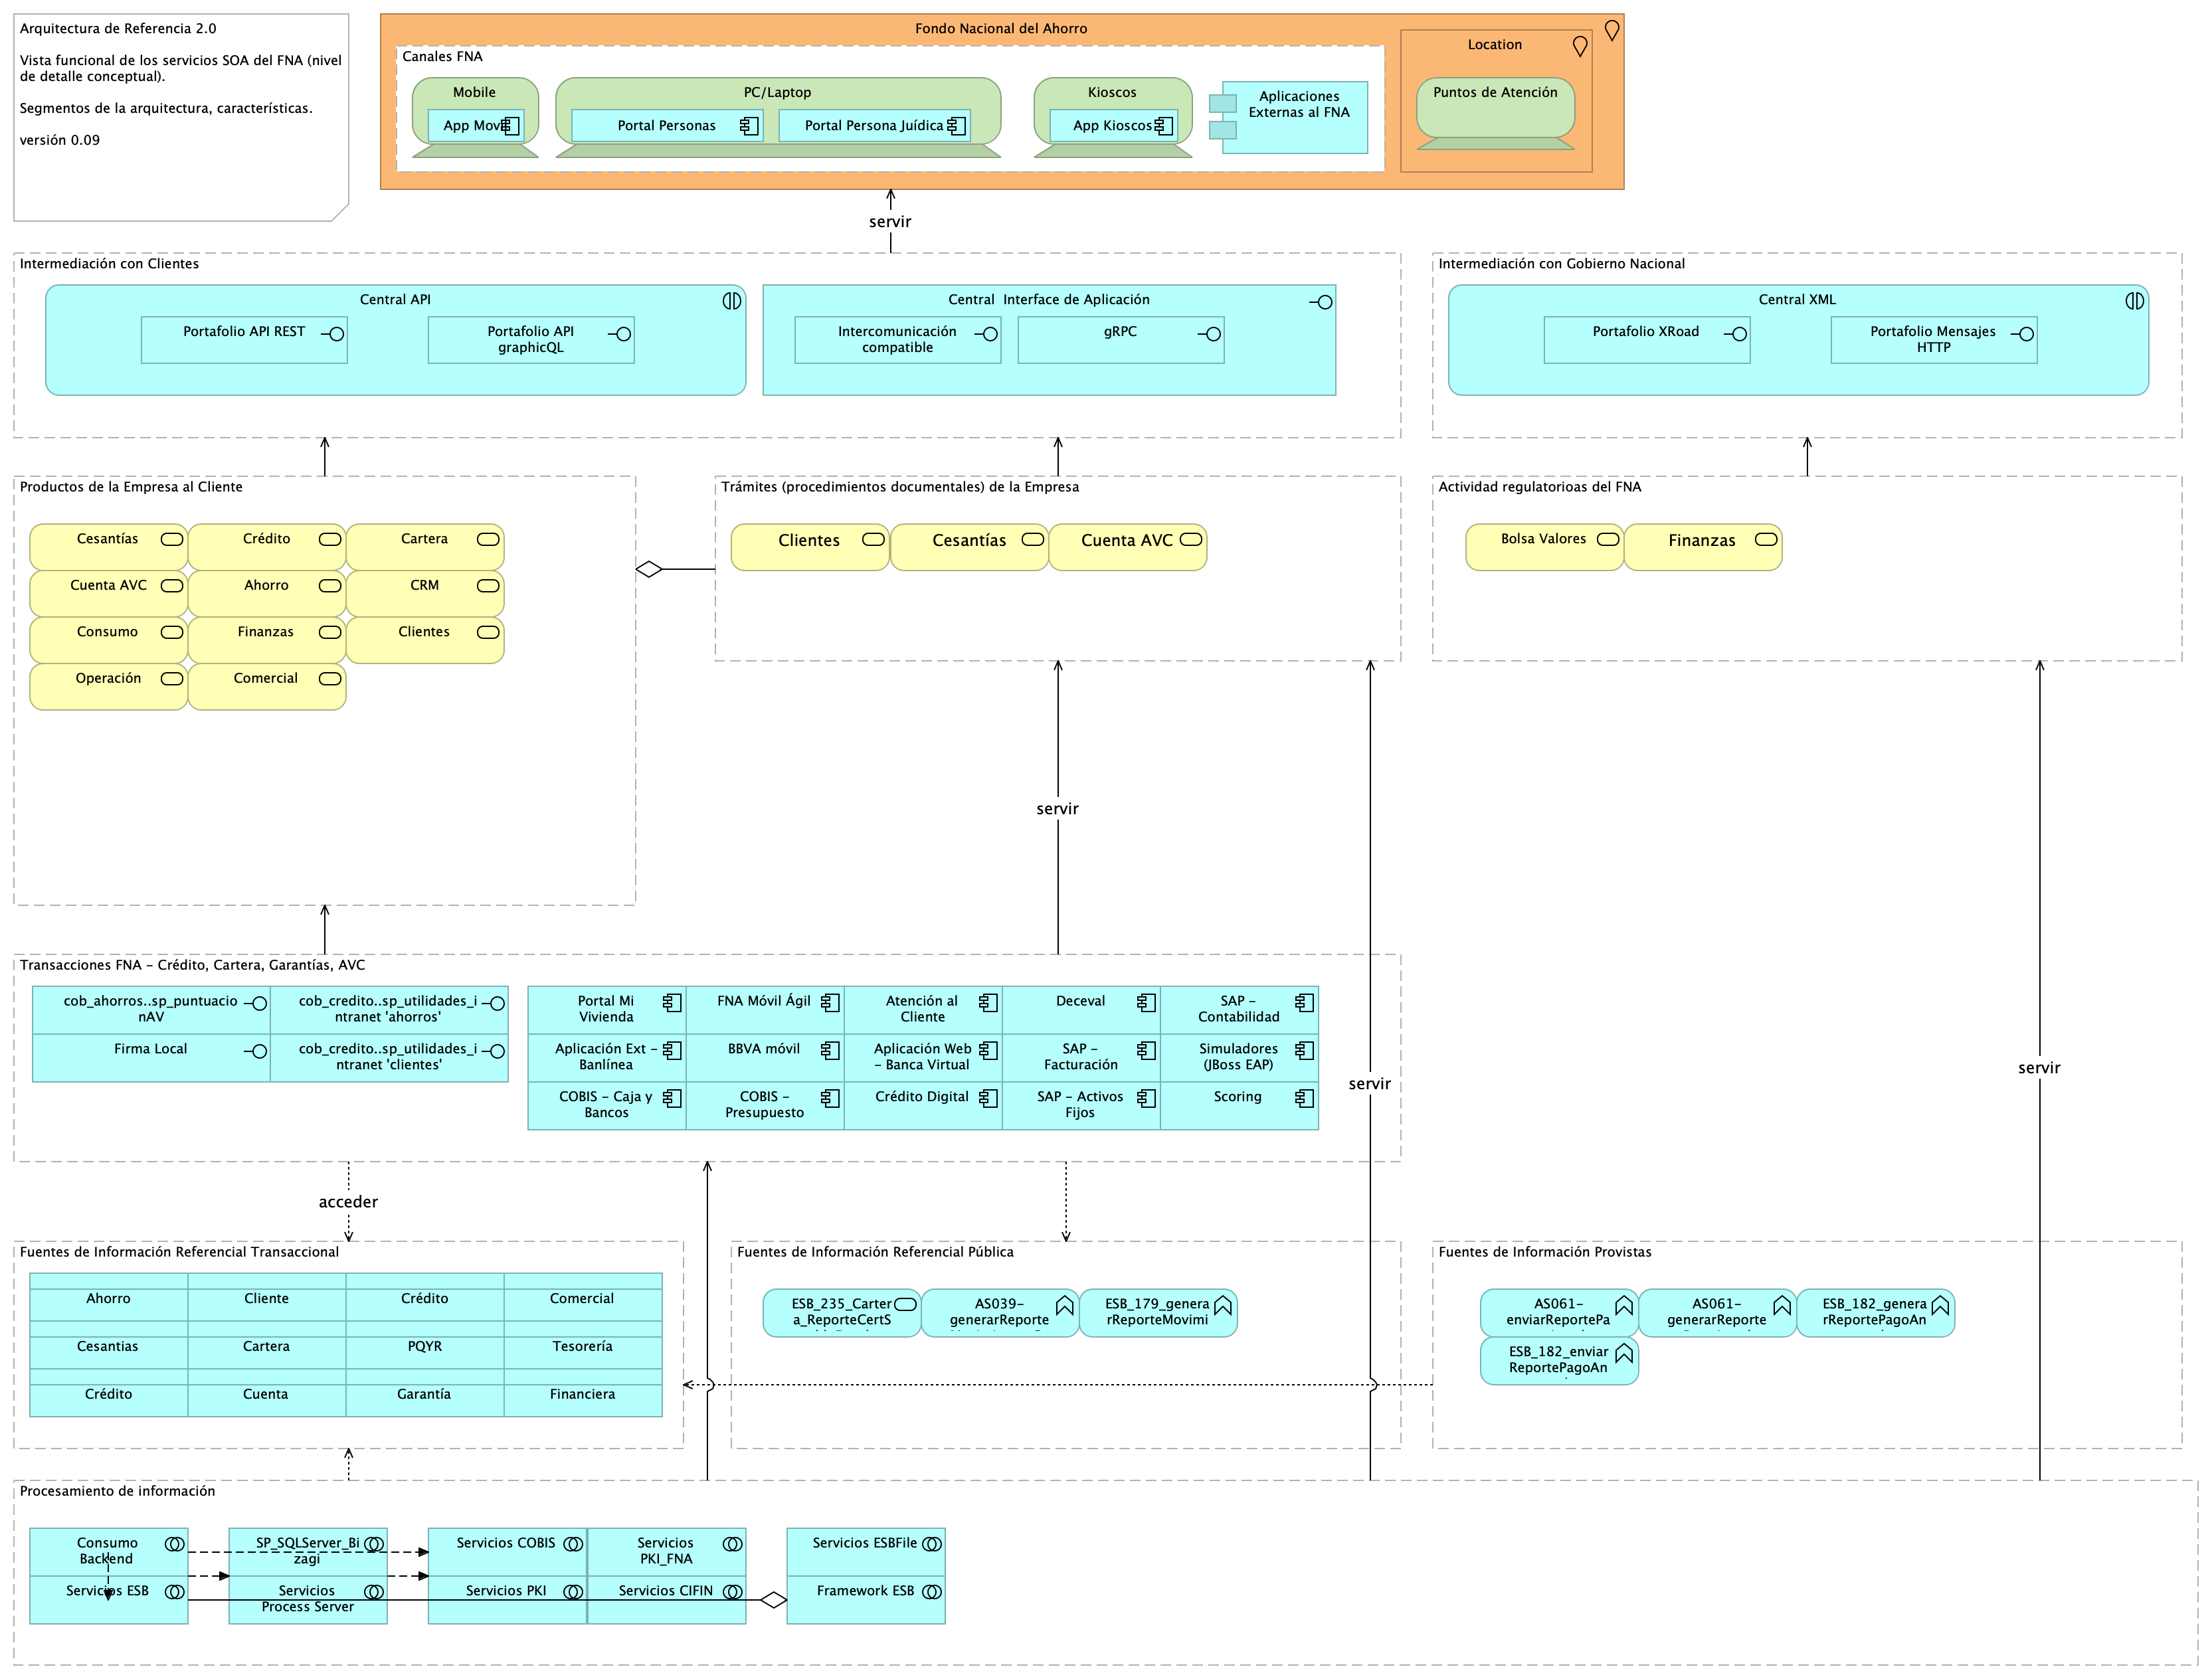 Arquitectura de Referencia 2.0
Vista funcional de los servicios SOA del FNA (nivel
de detalle conceptual).
Segmentos de la arquitectura, características.
versión 0.09
Fondo Nacional del Ahorro
Canales FNA
Mobile
App Movil
PC/Laptop
Portal Personas
Portal Persona Juídica
Kioscos
App Kioscos
Aplicaciones
Externas al FNA
Location
Puntos de Atención
servir
Intermediación con Clientes
Central API
Portafolio API REST
Portafolio API
graphicQL
Central  Interface de Aplicación
Intercomunicación
compatible
gRPC
Intermediación con Gobierno Nacional
Central XML
Portafolio XRoad
Portafolio Mensajes
HTTP
Productos de la Empresa al Cliente
Cesantías
Crédito
Cartera
Cuenta AVC
Ahorro
CRM
Consumo
Finanzas
Clientes
Operación
Comercial
Trámites (procedimientos documentales) de la Empresa
Clientes
Cesantías
Cuenta AVC
Actividad regulatorioas del FNA
Bolsa Valores
Finanzas
servir
servir
servir
Transacciones FNA - Crédito, Cartera, Garantías, AVC
cob_ahorros..sp_puntuacio
nAV
cob_credito..sp_utilidades_i
ntranet 'ahorros'
Firma Local
cob_credito..sp_utilidades_i
ntranet 'clientes'
Portal Mi
Vivienda
FNA Móvil Ágil
Atención al
Cliente
Deceval
SAP -
Contabilidad
Aplicación Ext -
Banlínea
BBVA móvil
Aplicación Web
- Banca Virtual
SAP -
Facturación
Simuladores
(JBoss EAP)
COBIS - Caja y
Bancos
COBIS -
Presupuesto
Crédito Digital
SAP - Activos
Fijos
Scoring
acceder
Fuentes de Información Referencial Transaccional
Ahorro
Cliente
Crédito
Comercial
Cesantias
Cartera
PQYR
Tesorería
Crédito
Cuenta
Garantía
Financiera
Fuentes de Información Referencial Pública
ESB_235_Carter
a_ReporteCertS
AS039-
generarReporte
ESB_179_genera
rReporteMovimi
Fuentes de Información Provistas
AS061-
enviarReportePa
AS061-
generarReporte
ESB_182_genera
rReportePagoAn
ESB_182_enviar
ReportePagoAn
Procesamiento de información
Consumo
Backend
SP_SQLServer_Bi
zagi
Servicios COBIS
Servicios
PKI_FNA
Servicios ESBFile
Servicios ESB
Servicios
Process Server
Servicios PKI
Servicios CIFIN
Framework ESB